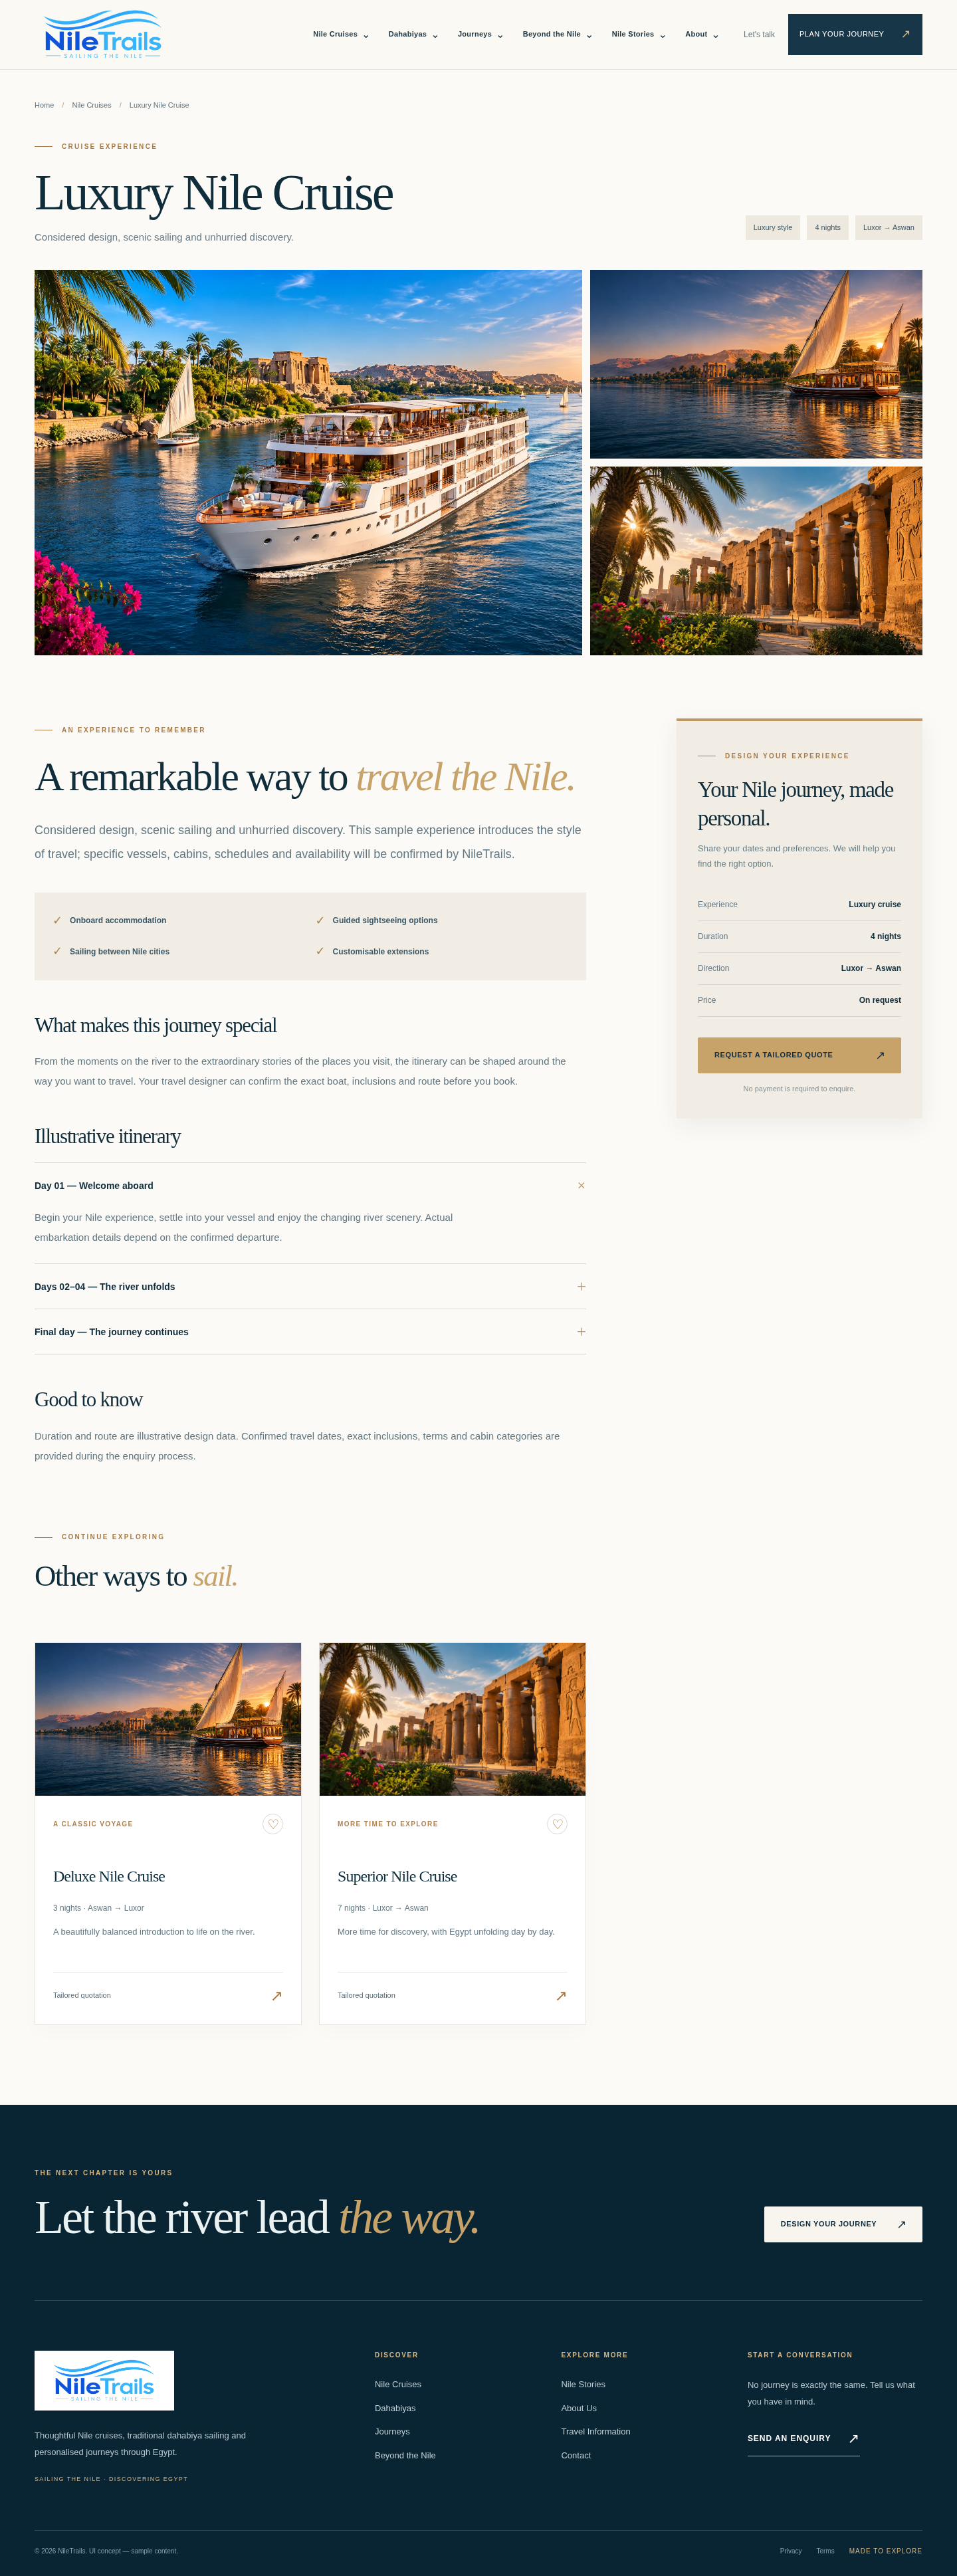 NileTrails
SAILING THE NILE
Nile Cruises
Dahabiyas
Journeys
Beyond the Nile
Nile Stories
About
Let's talk
PLAN YOUR JOURNEY ↗
Home / Nile Cruises / Luxury Nile Cruise
CRUISE EXPERIENCE
Luxury Nile Cruise
Considered design, scenic sailing and unhurried discovery.
Luxury style
4 nights
Luxor → Aswan
AN EXPERIENCE TO REMEMBER
A remarkable way to travel the Nile.
Considered design, scenic sailing and unhurried discovery. This sample experience introduces the style
of travel; specific vessels, cabins, schedules and availability will be confirmed by NileTrails.
✓ Onboard accommodation
✓ Guided sightseeing options
✓ Sailing between Nile cities
✓ Customisable extensions
What makes this journey special
From the moments on the river to the extraordinary stories of the places you visit, the itinerary can be shaped around the
way you want to travel. Your travel designer can confirm the exact boat, inclusions and route before you book.
Illustrative itinerary
Day 01 — Welcome aboard ×
Begin your Nile experience, settle into your vessel and enjoy the changing river scenery. Actual
embarkation details depend on the confirmed departure.
Days 02–04 — The river unfolds +
Final day — The journey continues +
Good to know
Duration and route are illustrative design data. Confirmed travel dates, exact inclusions, terms and cabin categories are
provided during the enquiry process.
DESIGN YOUR EXPERIENCE
Your Nile journey, made
personal.
Share your dates and preferences. We will help you
find the right option.
Experience Luxury cruise
Duration 4 nights
Direction Luxor → Aswan
Price On request
REQUEST A TAILORED QUOTE ↗
No payment is required to enquire.
CONTINUE EXPLORING
Other ways to sail.
A CLASSIC VOYAGE ♡
Deluxe Nile Cruise
3 nights · Aswan → Luxor
A beautifully balanced introduction to life on the river.
Tailored quotation ↗
MORE TIME TO EXPLORE ♡
Superior Nile Cruise
7 nights · Luxor → Aswan
More time for discovery, with Egypt unfolding day by day.
Tailored quotation ↗
THE NEXT CHAPTER IS YOURS
Let the river lead the way.
DESIGN YOUR JOURNEY ↗
NileTrails
SAILING THE NILE
Thoughtful Nile cruises, traditional dahabiya sailing and
personalised journeys through Egypt.
SAILING THE NILE · DISCOVERING EGYPT
DISCOVER
Nile Cruises
Dahabiyas
Journeys
Beyond the Nile
EXPLORE MORE
Nile Stories
About Us
Travel Information
Contact
START A CONVERSATION
No journey is exactly the same. Tell us what
you have in mind.
SEND AN ENQUIRY ↗
© 2026 NileTrails. UI concept — sample content.
Privacy
Terms
MADE TO EXPLORE